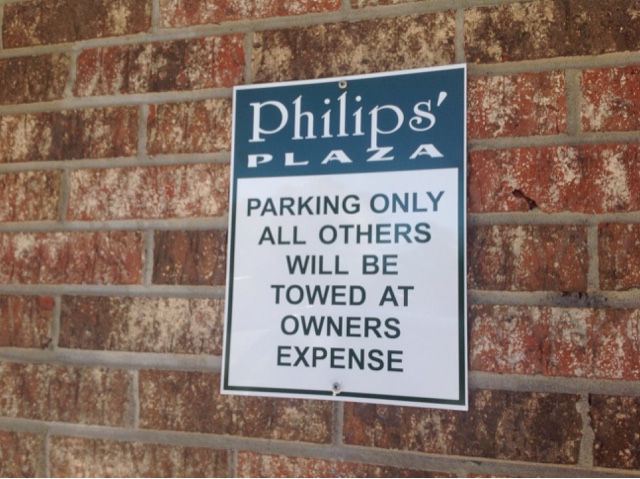 Philips'
PLAZA
PARKING ONLY
ALL OTHERS
WILL BE
TOWED AT
OWNERS
EXPENSE